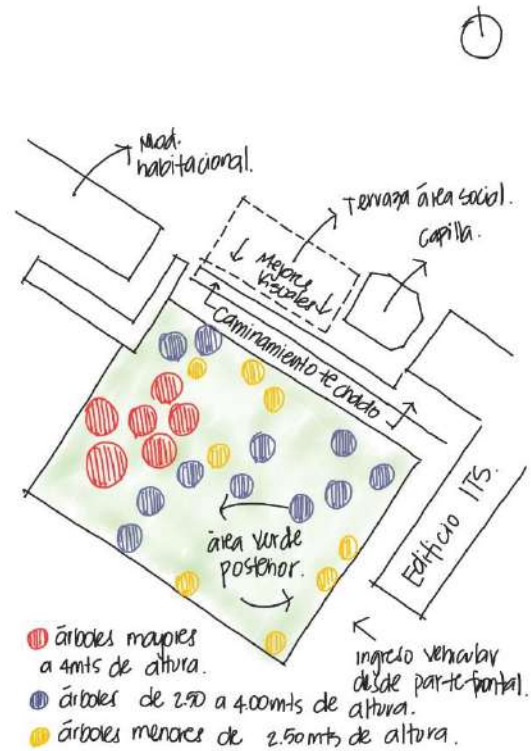 Mod.
habitacional.
Terraza área social.
Capilla.
Mejores
visuales
Caminamiento techado
Edificio ITS.
área verde
posterior.
árboles mayores
a 4mts de altura.
ingreso vehicular
desde parte frontal.
árboles de 2.50 a 4.00mts de altura.
árboles menores de 2.50mts de altura.